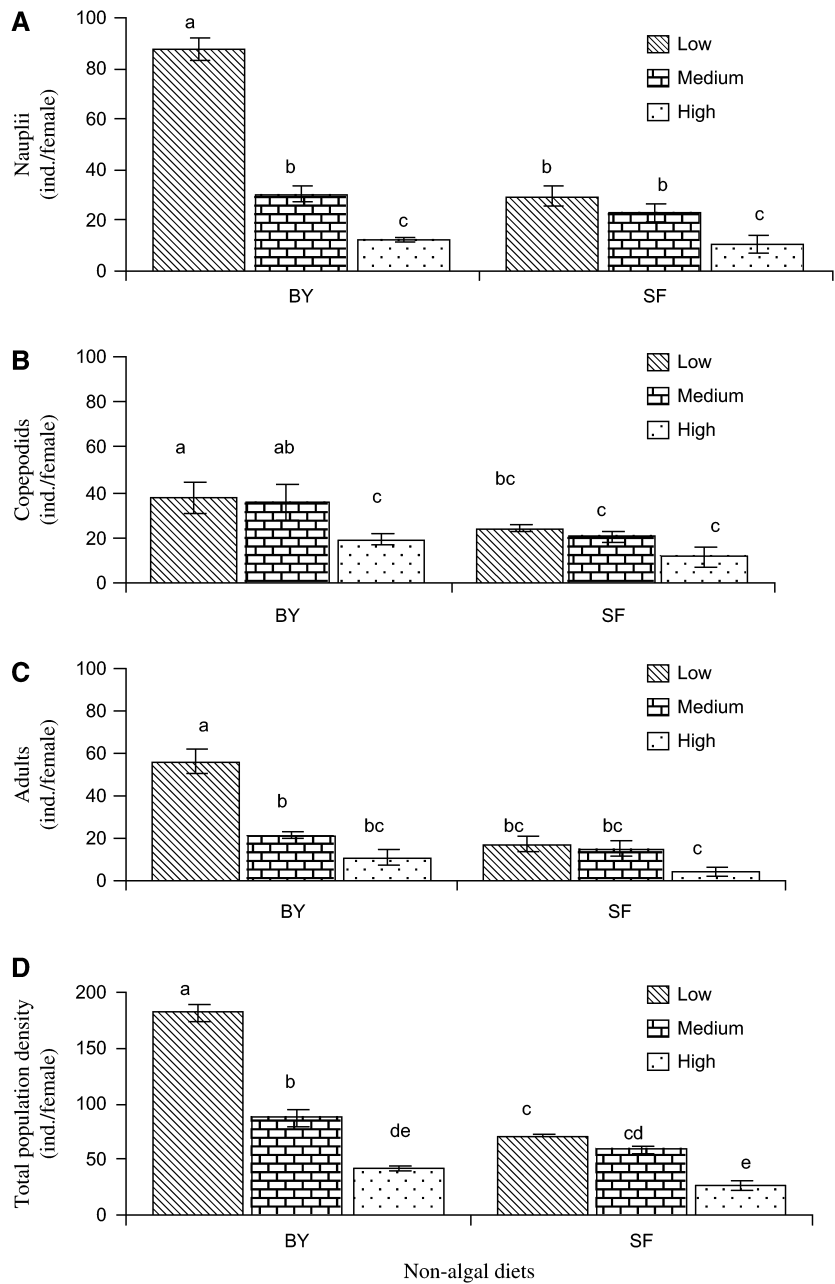 A
100
80
60
40
20
0
Nauplii
(ind./female)
a
b
c
b
b
c
Low
Medium
High
BY
SF
B
100
80
60
40
20
0
Copepodids
(ind./female)
a
ab
c
bc
c
c
Low
Medium
High
BY
SF
C
100
80
60
40
20
0
Adults
(ind./female)
a
b
bc
bc
bc
c
Low
Medium
High
BY
SF
D
200
150
100
50
0
Total population density
(ind./female)
a
b
de
c
cd
e
Low
Medium
High
BY
SF
Non-algal diets